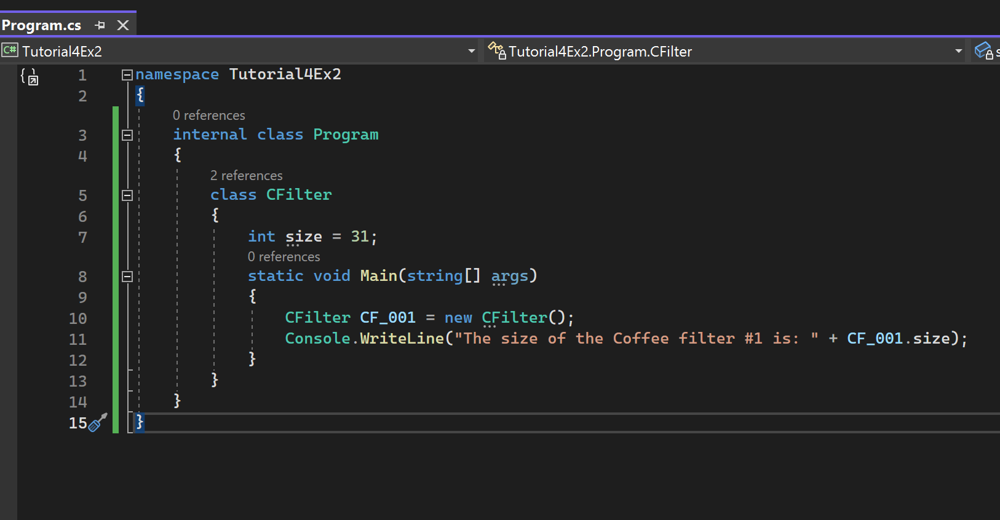 Program.cs
C# Tutorial4Ex2 Tutorial4Ex2.Program.CFilter s
1 namespace Tutorial4Ex2
2 {
0 references
3 internal class Program
4 {
2 references
5 class CFilter
6 {
7 int size = 31;
0 references
8 static void Main(string[] args)
9 {
10 CFilter CF_001 = new CFilter();
11 Console.WriteLine("The size of the Coffee filter #1 is: " + CF_001.size);
12 }
13 }
14 }
15 }